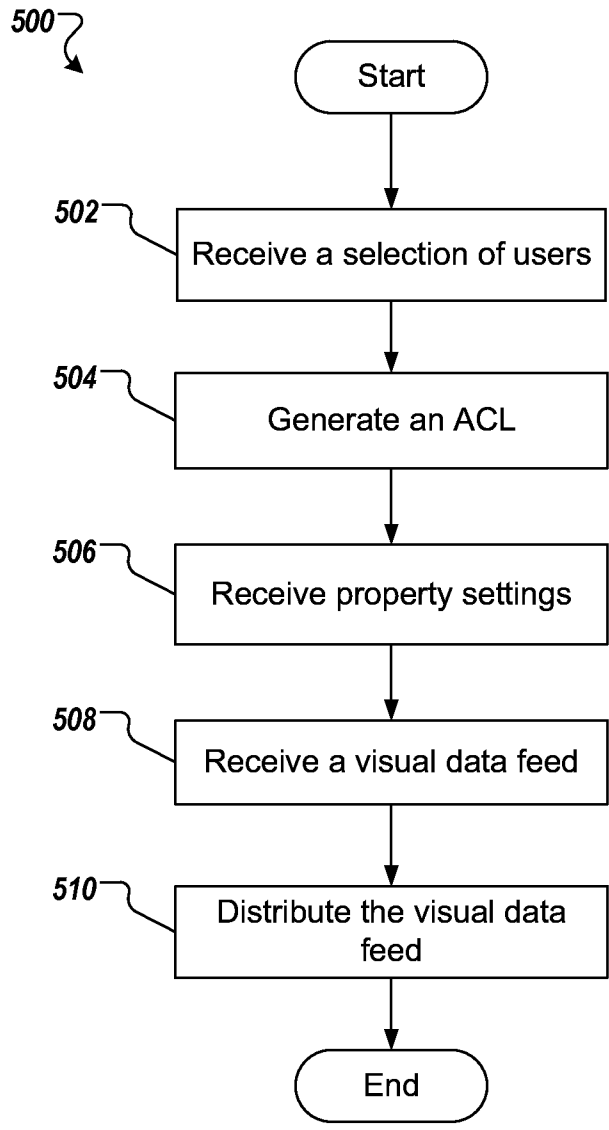 500
Start
502
Receive a selection of users
504
Generate an ACL
506
Receive property settings
508
Receive a visual data feed
510
Distribute the visual data
feed
End